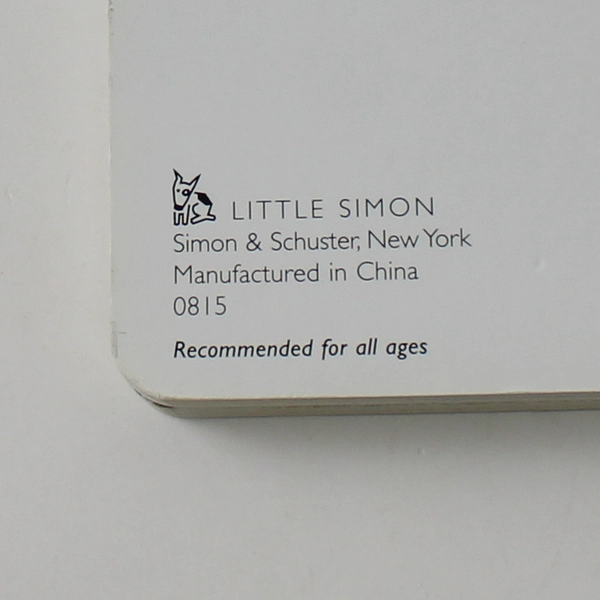 LITTLE SIMON
Simon & Schuster, New York
Manufactured in China
0815
Recommended for all ages